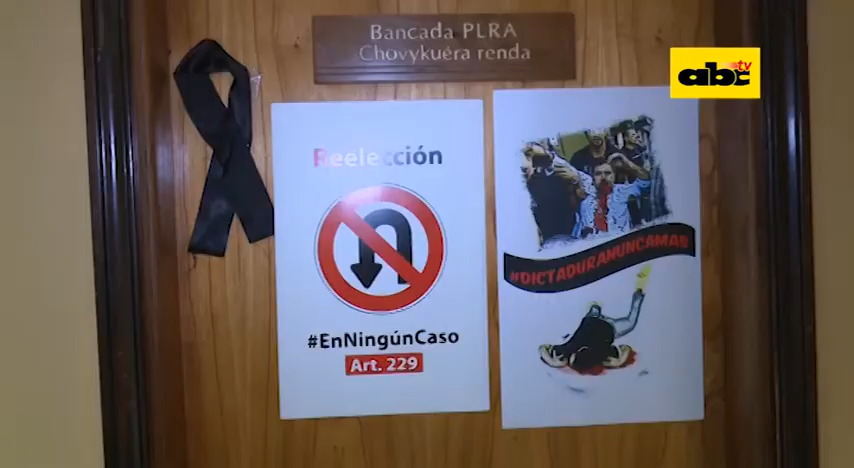 Bancada PLRA
Chovykuéra renda
abc tv
Reelección
#EnNingúnCaso
Art. 229
#DICTADURANUNCAMAS